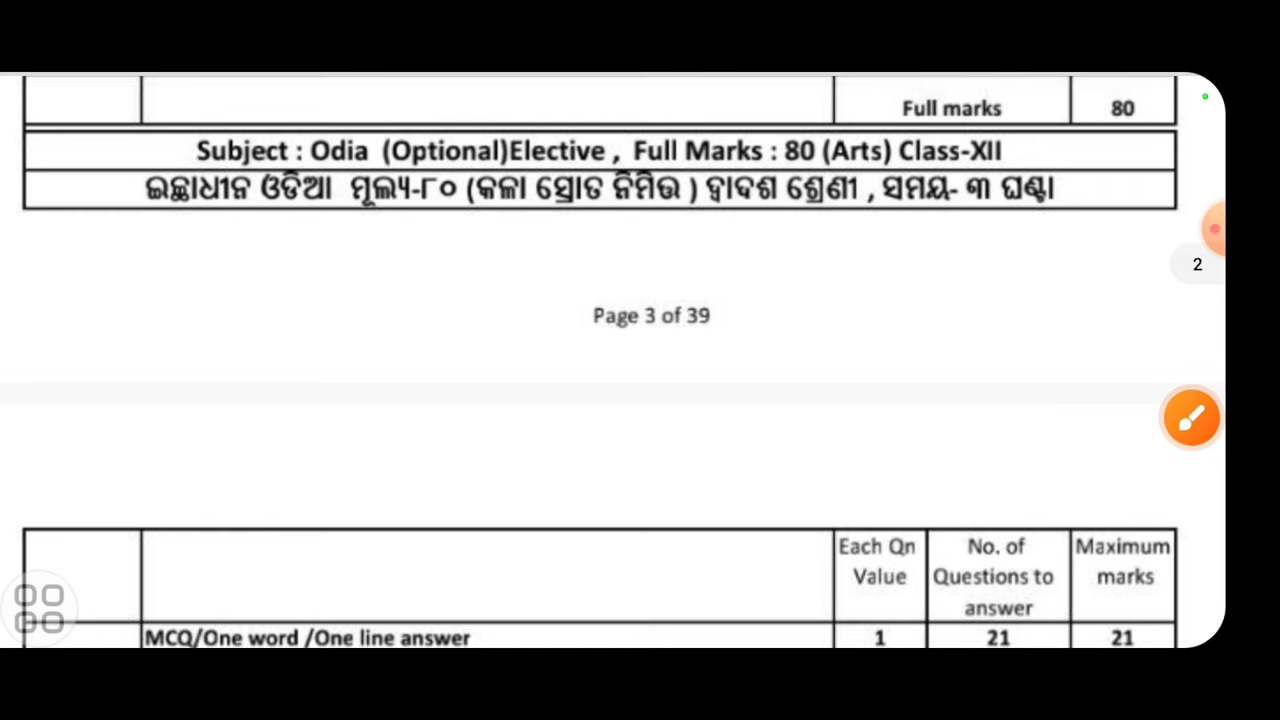 Full marks 80
Subject : Odia (Optional)Elective , Full Marks : 80 (Arts) Class-XII
ଇଚ୍ଛାଧୀନ ଓଡିଆ ମୂଲ୍ୟ-୮୦ (କଳା ସ୍ରୋତ ନିମିତ୍ତ ) ଦ୍ୱାଦଶ ଶ୍ରେଣୀ , ସମୟ- ୩ ଘଣ୍ଟା
2
Page 3 of 39
Each Qn Value
No. of Questions to answer
Maximum marks
MCQ/One word /One line answer 1 21 21